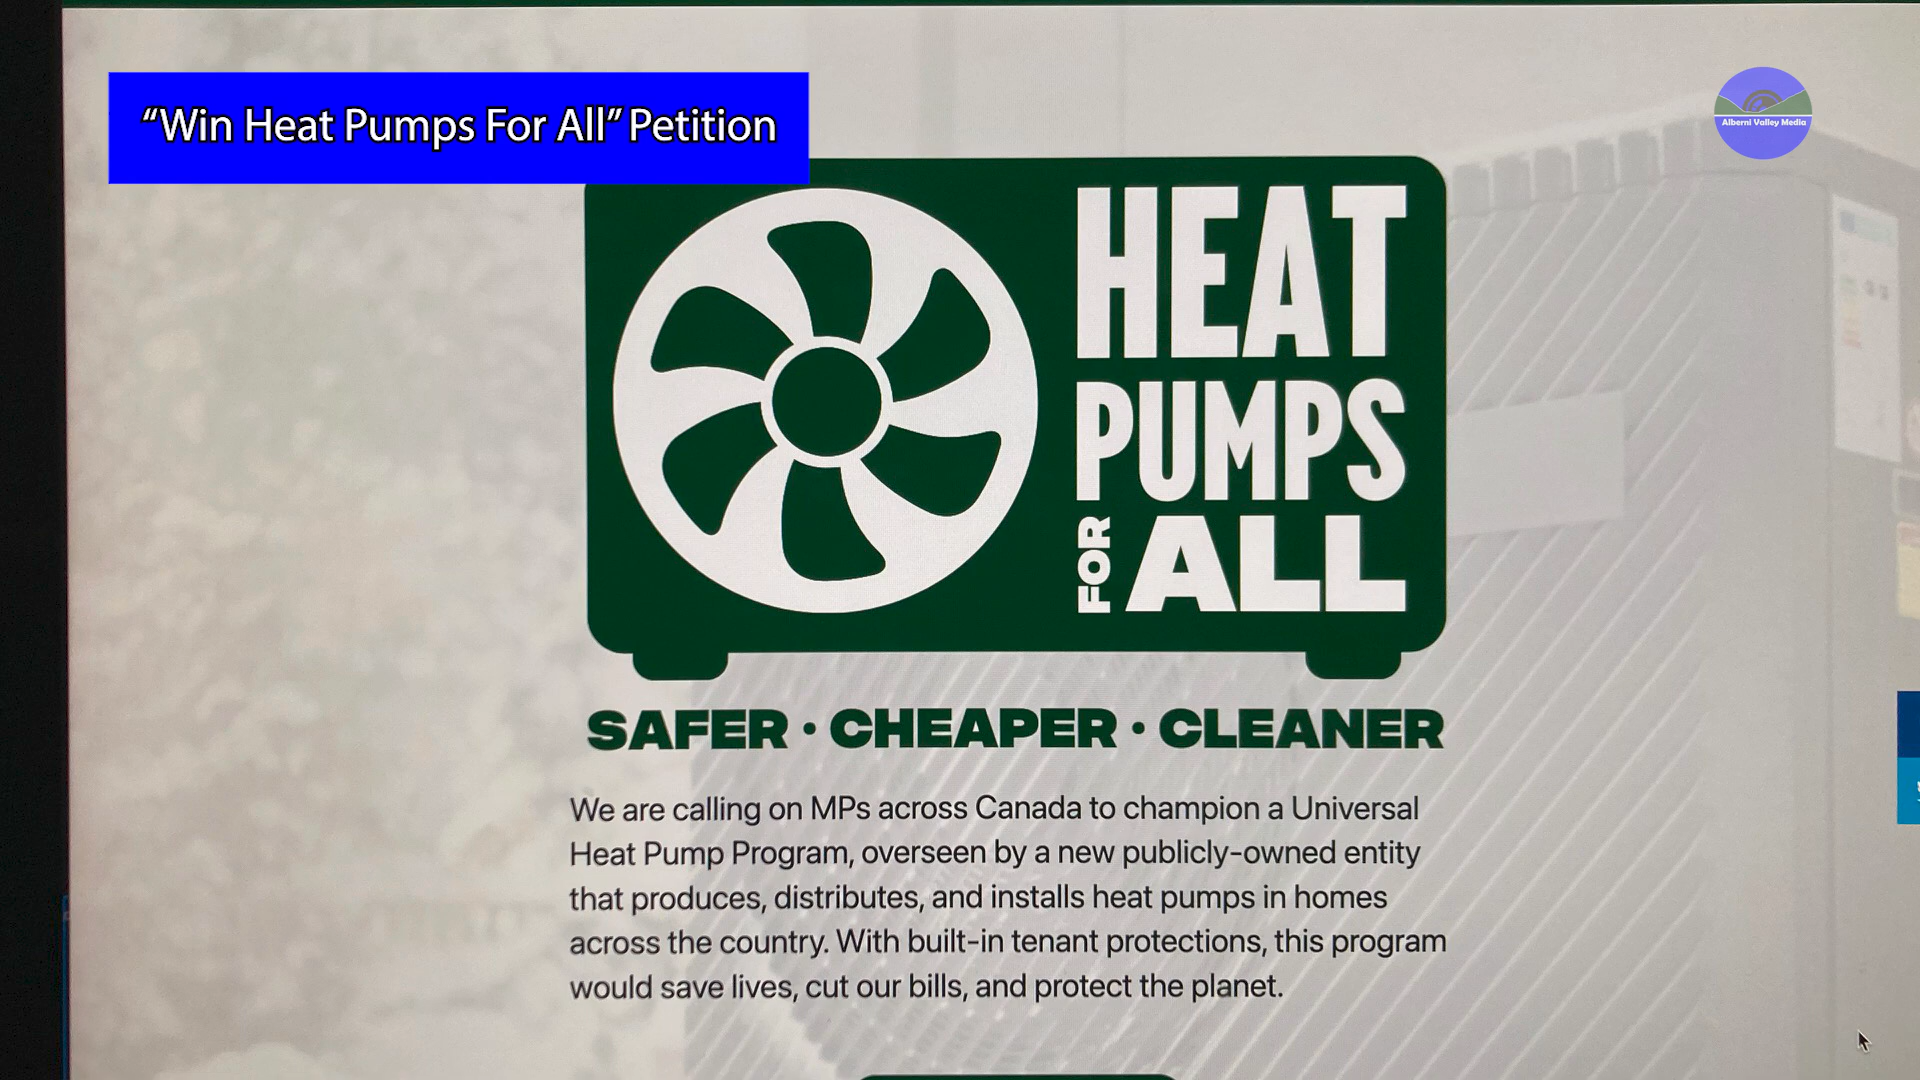 “Win Heat Pumps For All” Petition
Alberni Valley Media
HEAT
PUMPS
FOR ALL
SAFER · CHEAPER · CLEANER
We are calling on MPs across Canada to champion a Universal
Heat Pump Program, overseen by a new publicly-owned entity
that produces, distributes, and installs heat pumps in homes
across the country. With built-in tenant protections, this program
would save lives, cut our bills, and protect the planet.